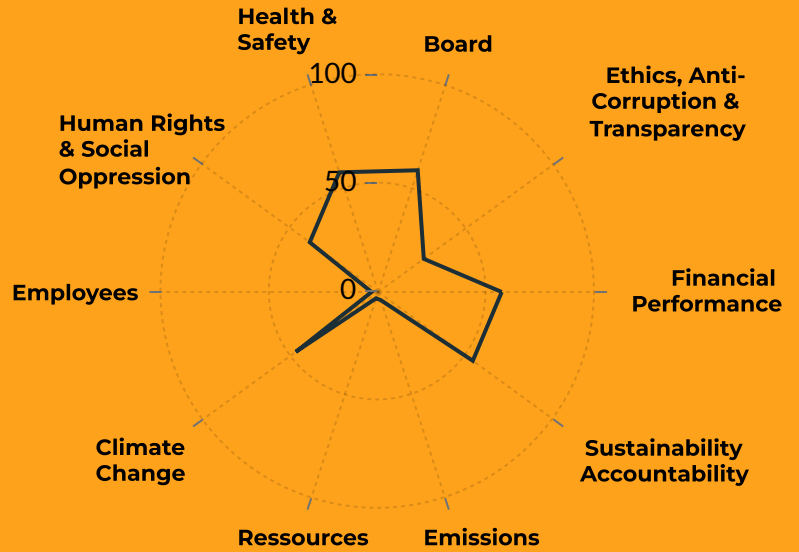 Health &
Safety
Board
100
Ethics, Anti-
Corruption &
Transparency
Human Rights
& Social
Oppression
50
0
Employees
Financial
Performance
Climate
Change
Sustainability
Accountability
Ressources
Emissions